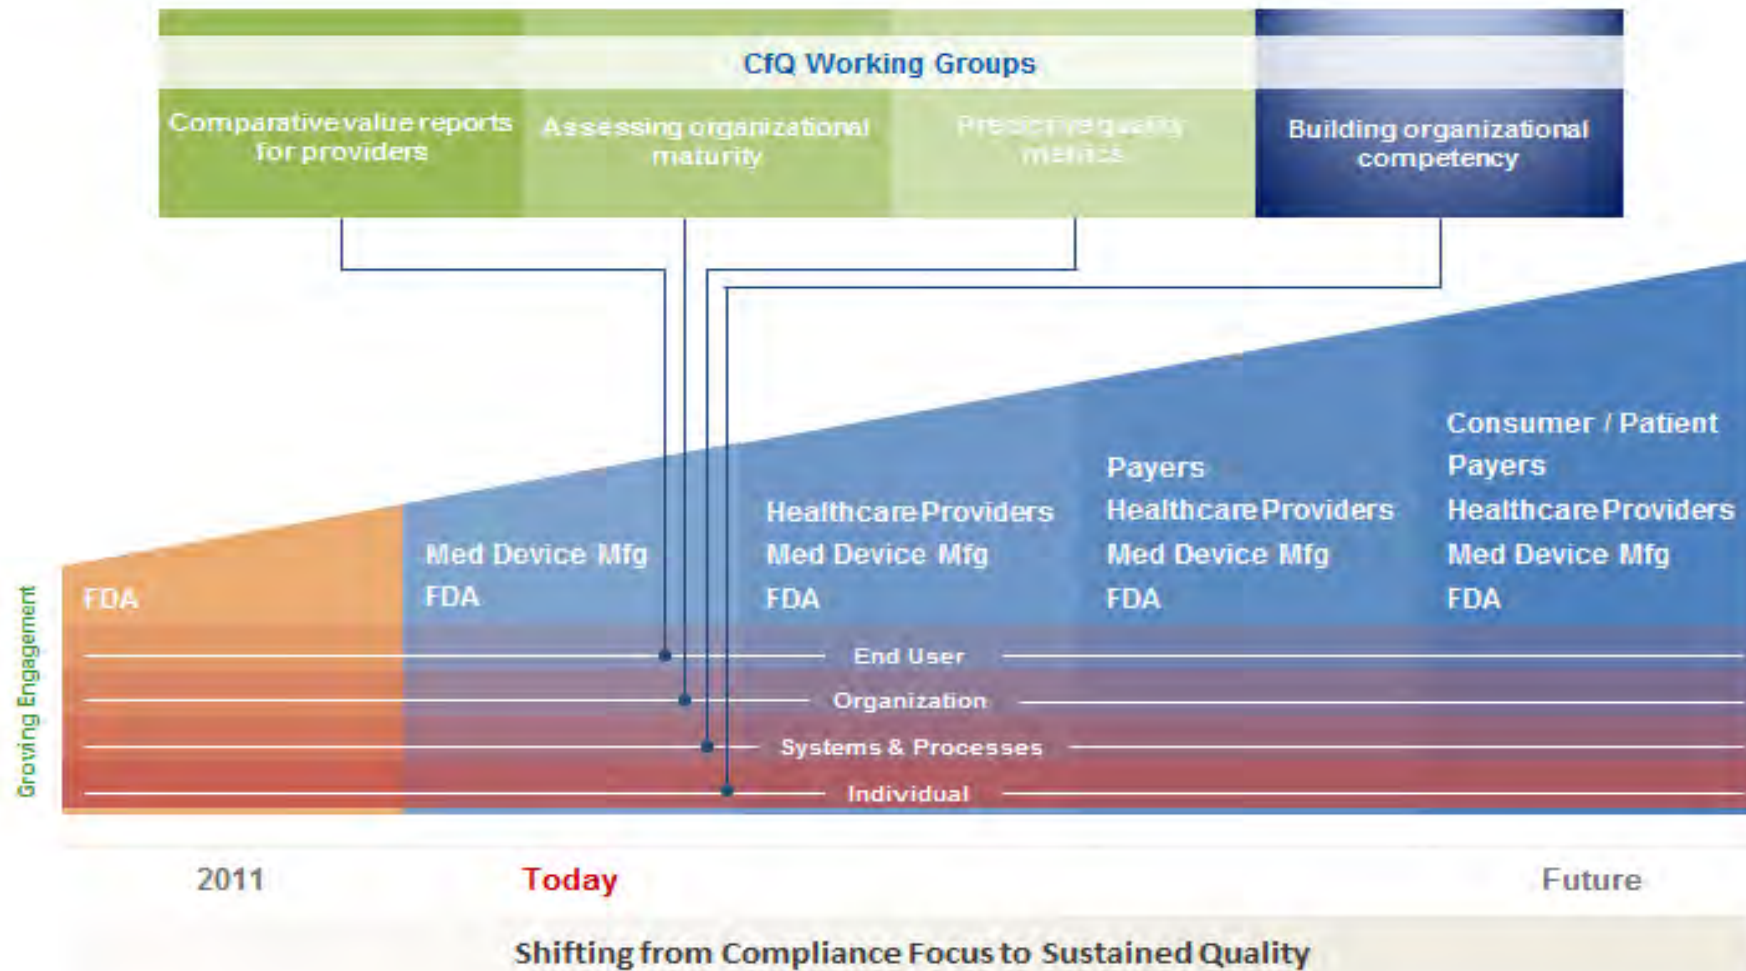 CfQ Working Groups
Comparative value reports
for providers
Assessing organizational
maturity
Predictive quality
metrics
Building organizational
competency
Growing Engagement
FDA
Med Device Mfg
FDA
Healthcare Providers
Med Device Mfg
FDA
Payers
Healthcare Providers
Med Device Mfg
FDA
Consumer / Patient
Payers
Healthcare Providers
Med Device Mfg
FDA
End User
Organization
Systems & Processes
Individual
2011
Today
Future
Shifting from Compliance Focus to Sustained Quality